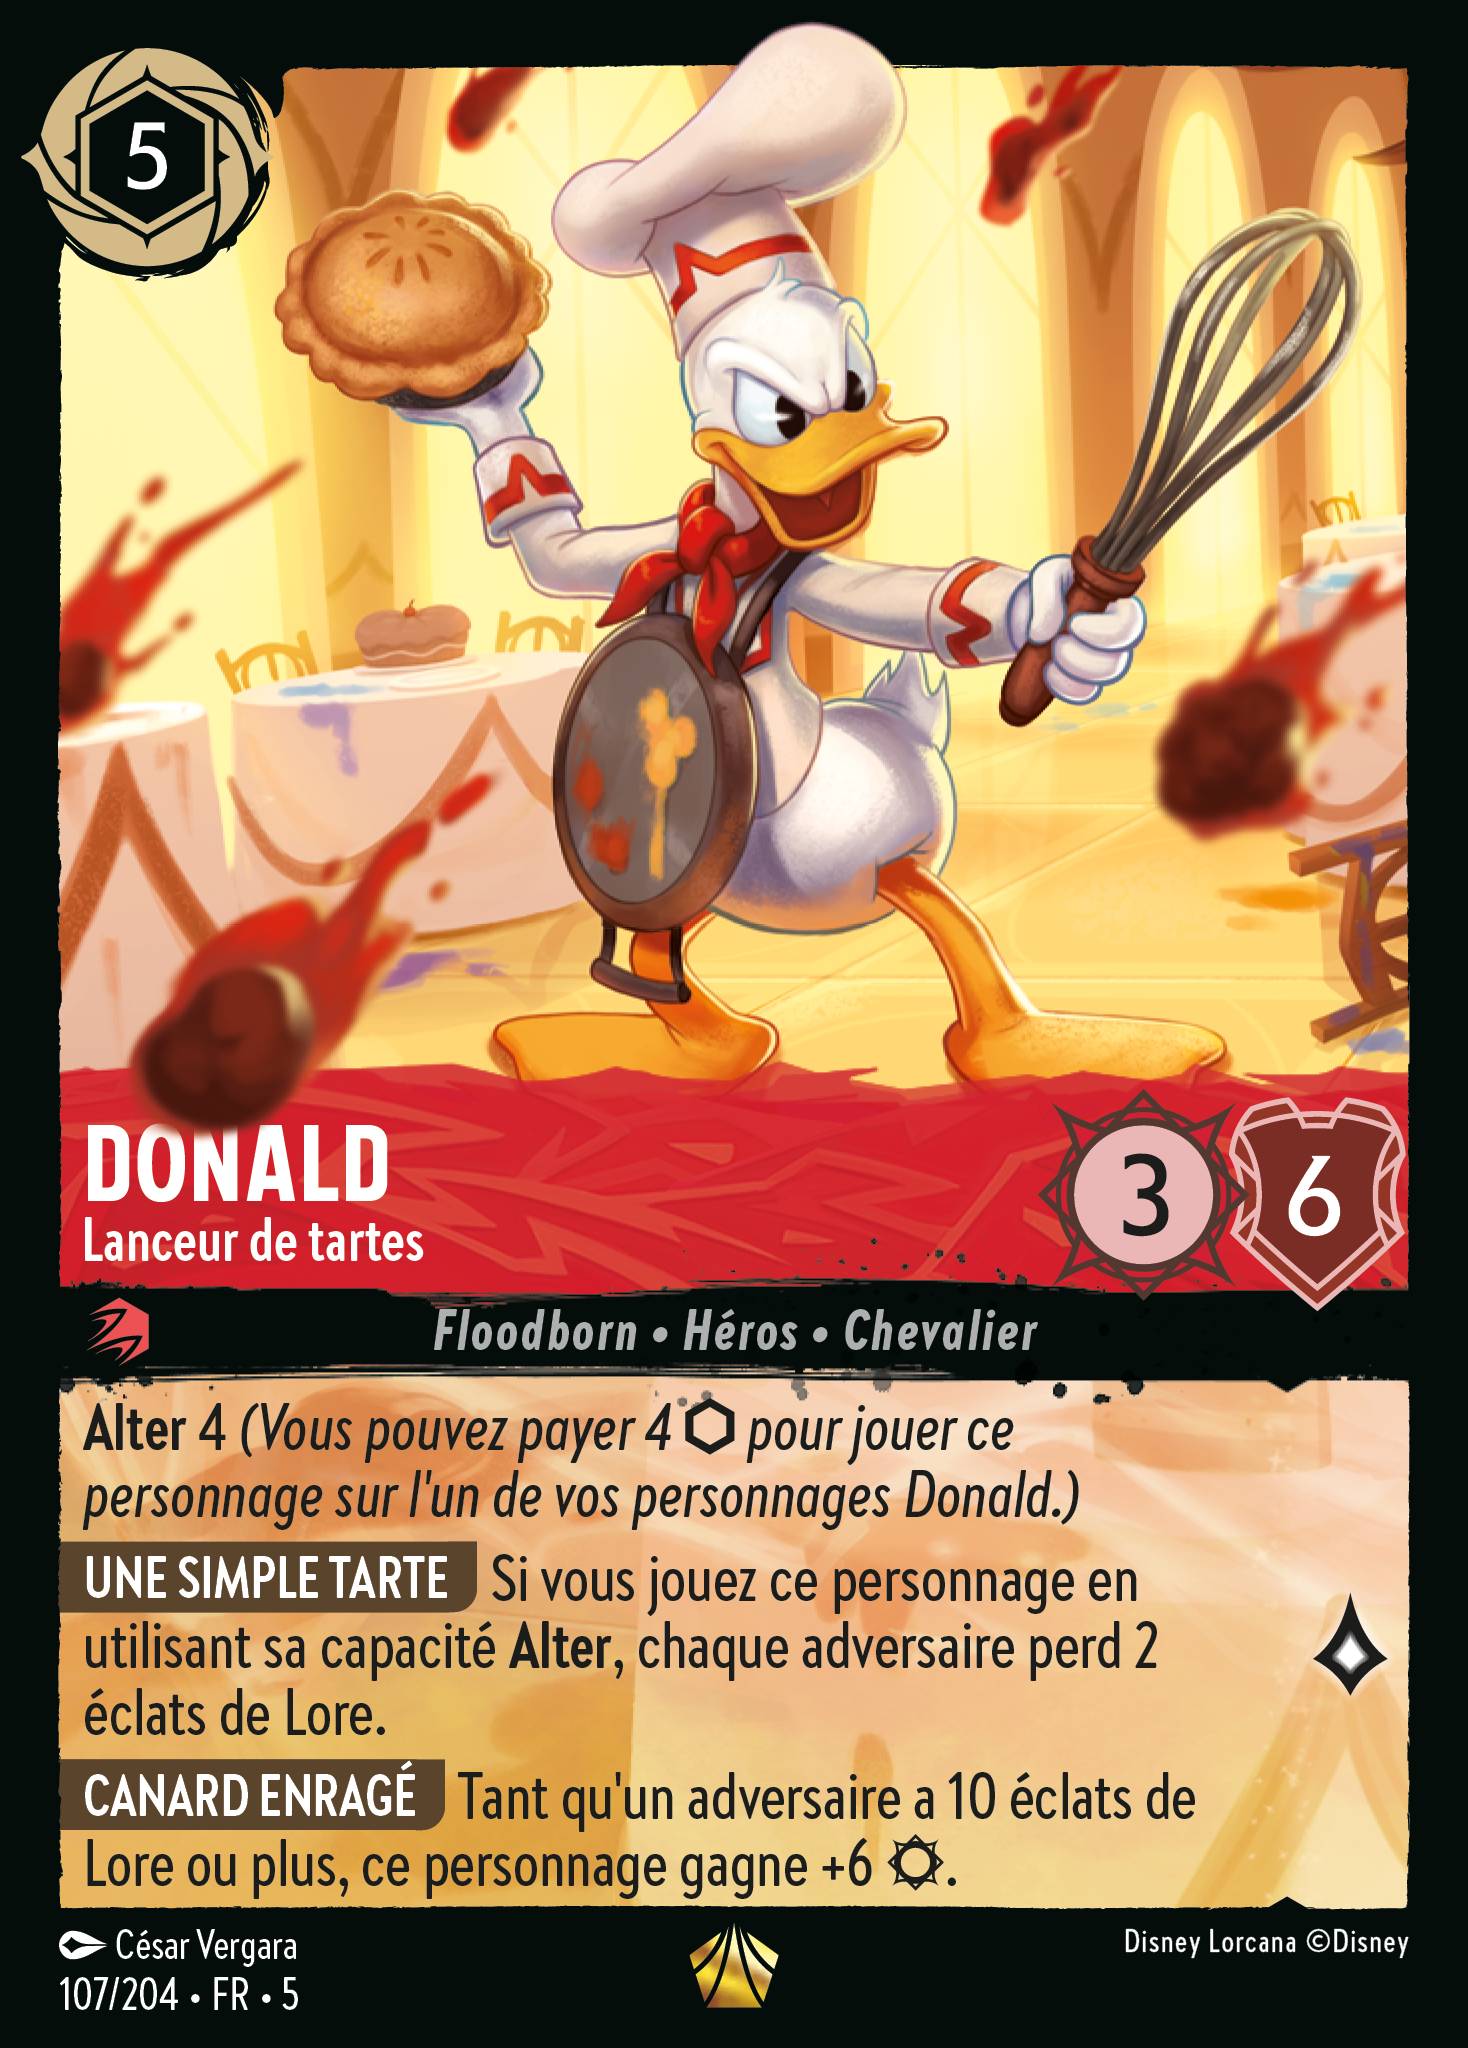 5
DONALD
Lanceur de tartes
3
6
Floodborn • Héros • Chevalier
Alter 4 (Vous pouvez payer 4 ⬡ pour jouer ce
personnage sur l'un de vos personnages Donald.)
UNE SIMPLE TARTE Si vous jouez ce personnage en
utilisant sa capacité Alter, chaque adversaire perd 2
éclats de Lore.
CANARD ENRAGÉ Tant qu'un adversaire a 10 éclats de
Lore ou plus, ce personnage gagne +6 ¤.
César Vergara
107/204 • FR • 5
Disney Lorcana ©Disney